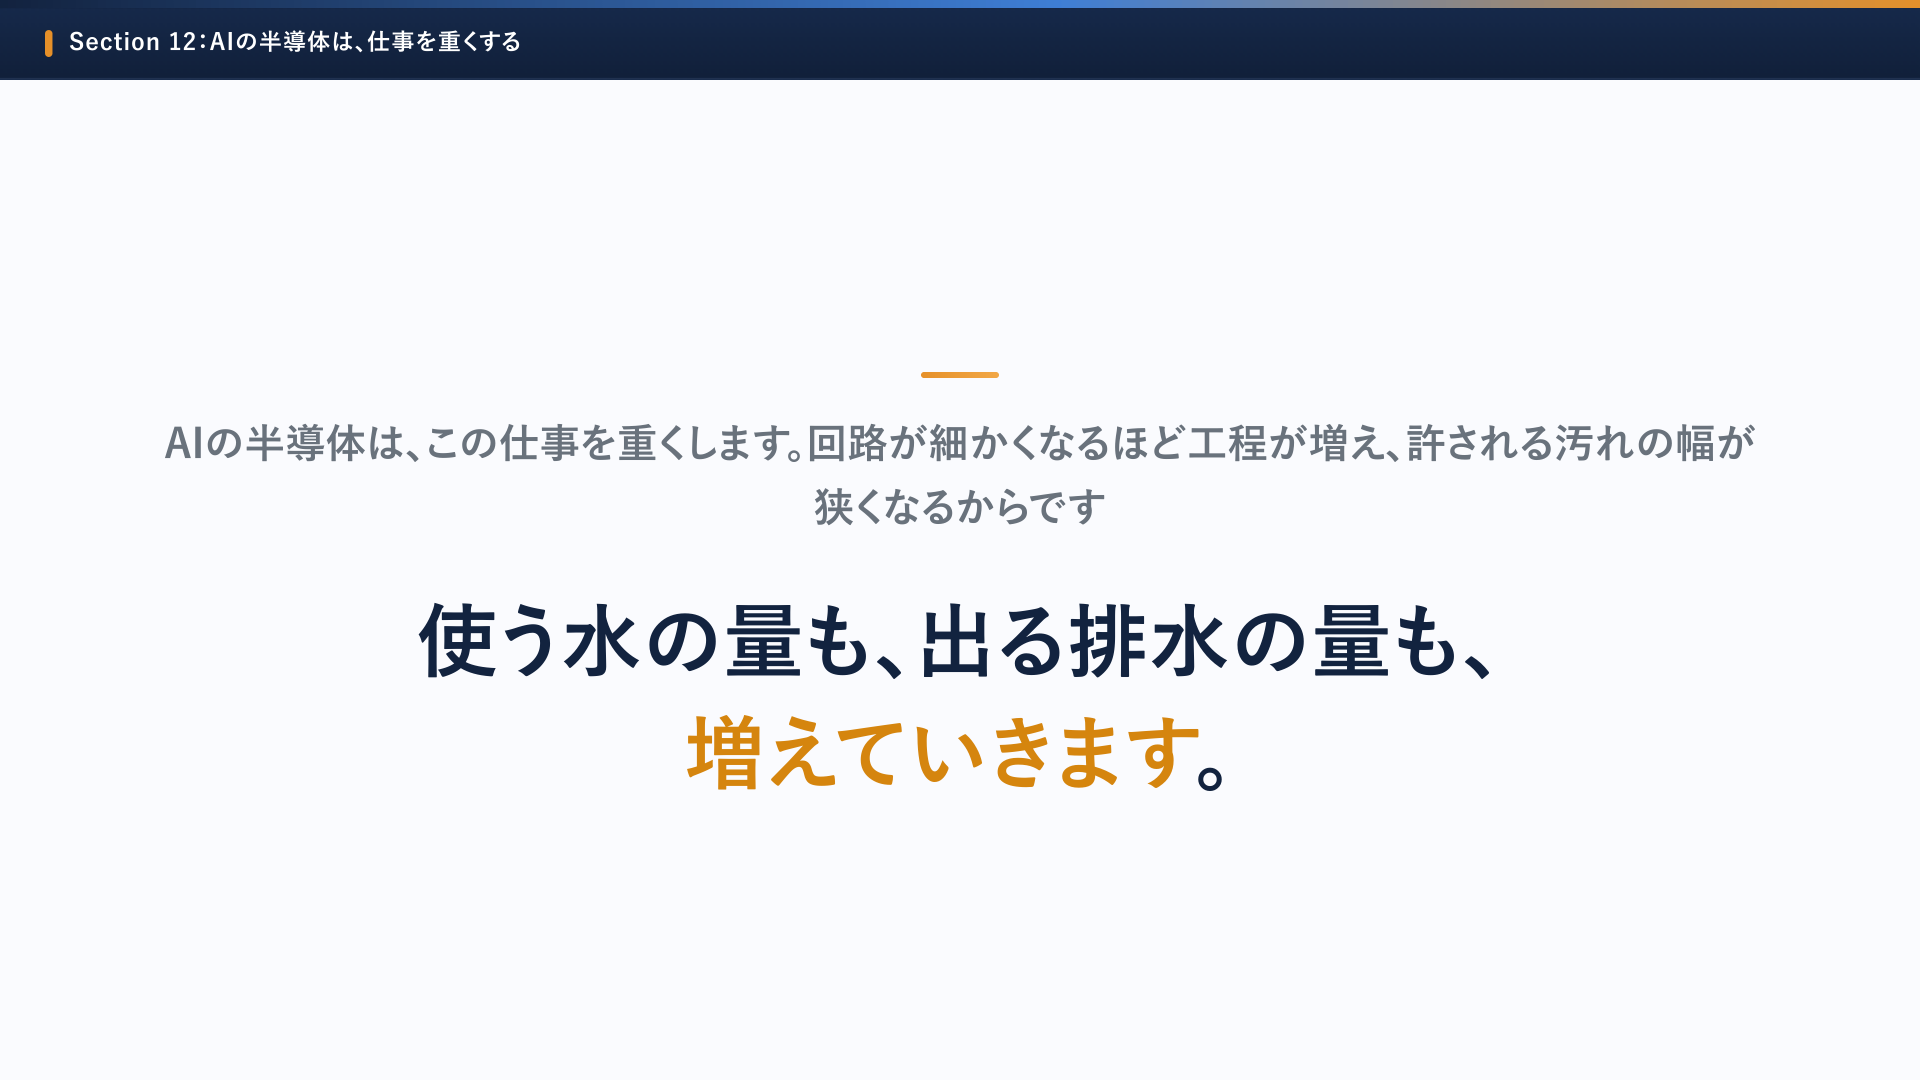 Section 12：AIの半導体は、仕事を重くする
AIの半導体は、この仕事を重くします。回路が細かくなるほど工程が増え、許される汚れの幅が
狭くなるからです
使う水の量も、出る排水の量も、
増えていきます。